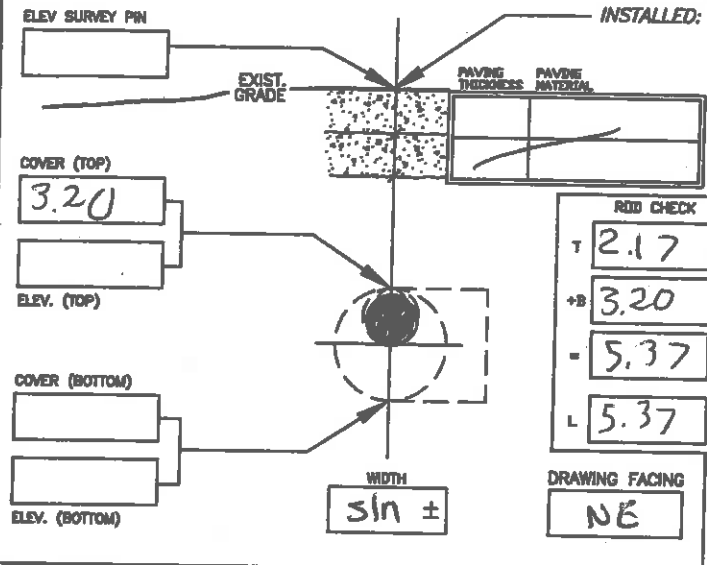 ELEV SURVEY PIN
INSTALLED:
EXIST.
GRADE
PAVING THICKNESS
PAVING MATERIAL
COVER (TOP)
3.20
ELEV. (TOP)
ROD CHECK
T 2.17
+B 3.20
= 5.37
L 5.37
COVER (BOTTOM)
ELEV. (BOTTOM)
WIDTH
±
DRAWING FACING
NE